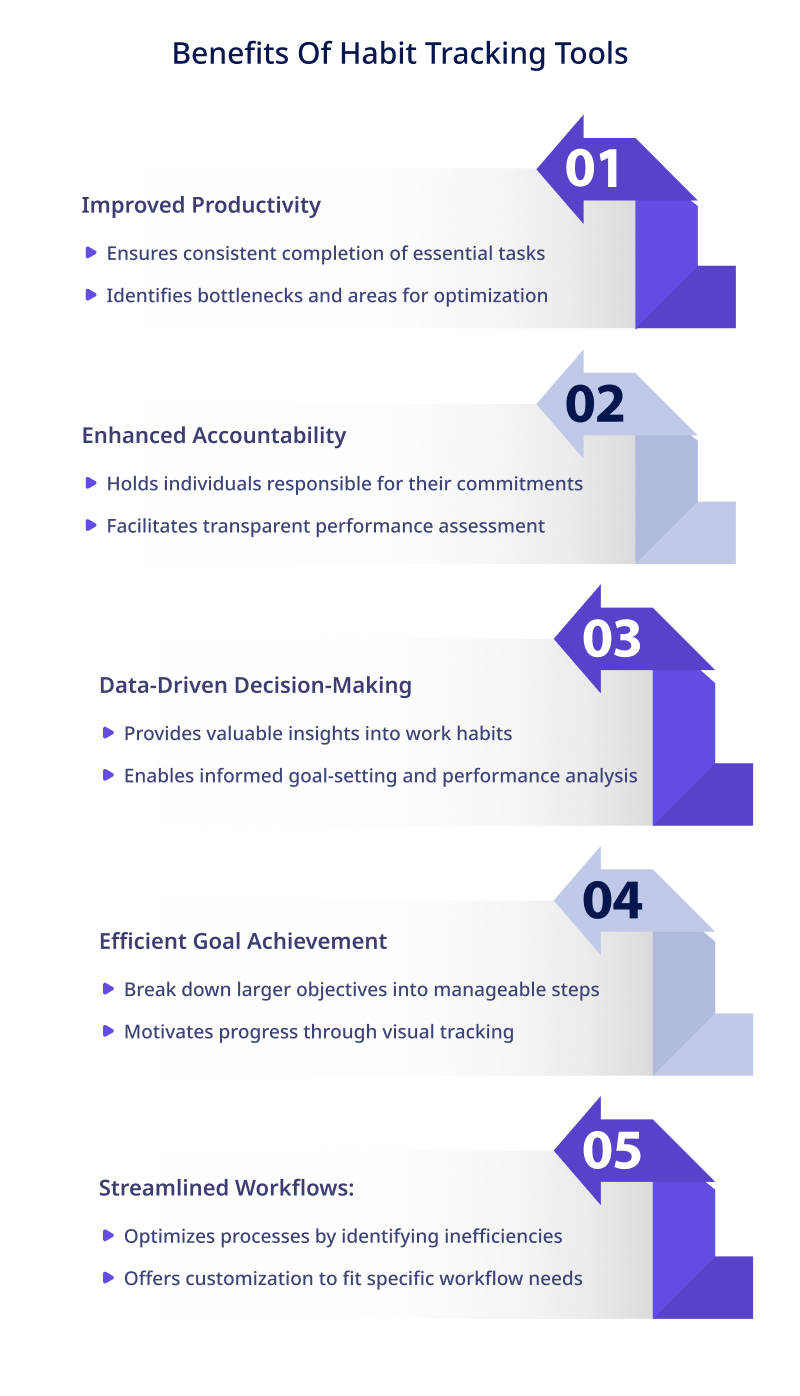 Benefits Of Habit Tracking Tools
01
Improved Productivity
Ensures consistent completion of essential tasks
Identifies bottlenecks and areas for optimization
02
Enhanced Accountability
Holds individuals responsible for their commitments
Facilitates transparent performance assessment
03
Data-Driven Decision-Making
Provides valuable insights into work habits
Enables informed goal-setting and performance analysis
04
Efficient Goal Achievement
Break down larger objectives into manageable steps
Motivates progress through visual tracking
05
Streamlined Workflows:
Optimizes processes by identifying inefficiencies
Offers customization to fit specific workflow needs